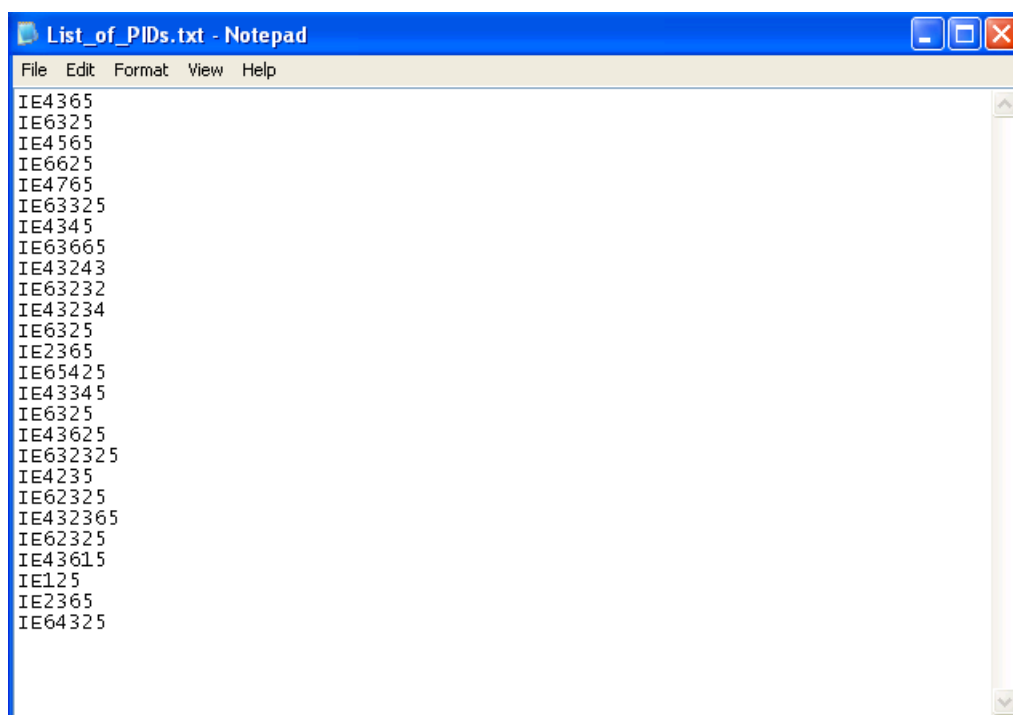 List_of_PIDs.txt - Notepad
File Edit Format View Help
IE4365
IE6325
IE4565
IE6625
IE4765
IE63325
IE4345
IE63665
IE43243
IE63232
IE43234
IE6325
IE2365
IE65425
IE43345
IE6325
IE43625
IE632325
IE4235
IE62325
IE432365
IE62325
IE43615
IE125
IE2365
IE64325